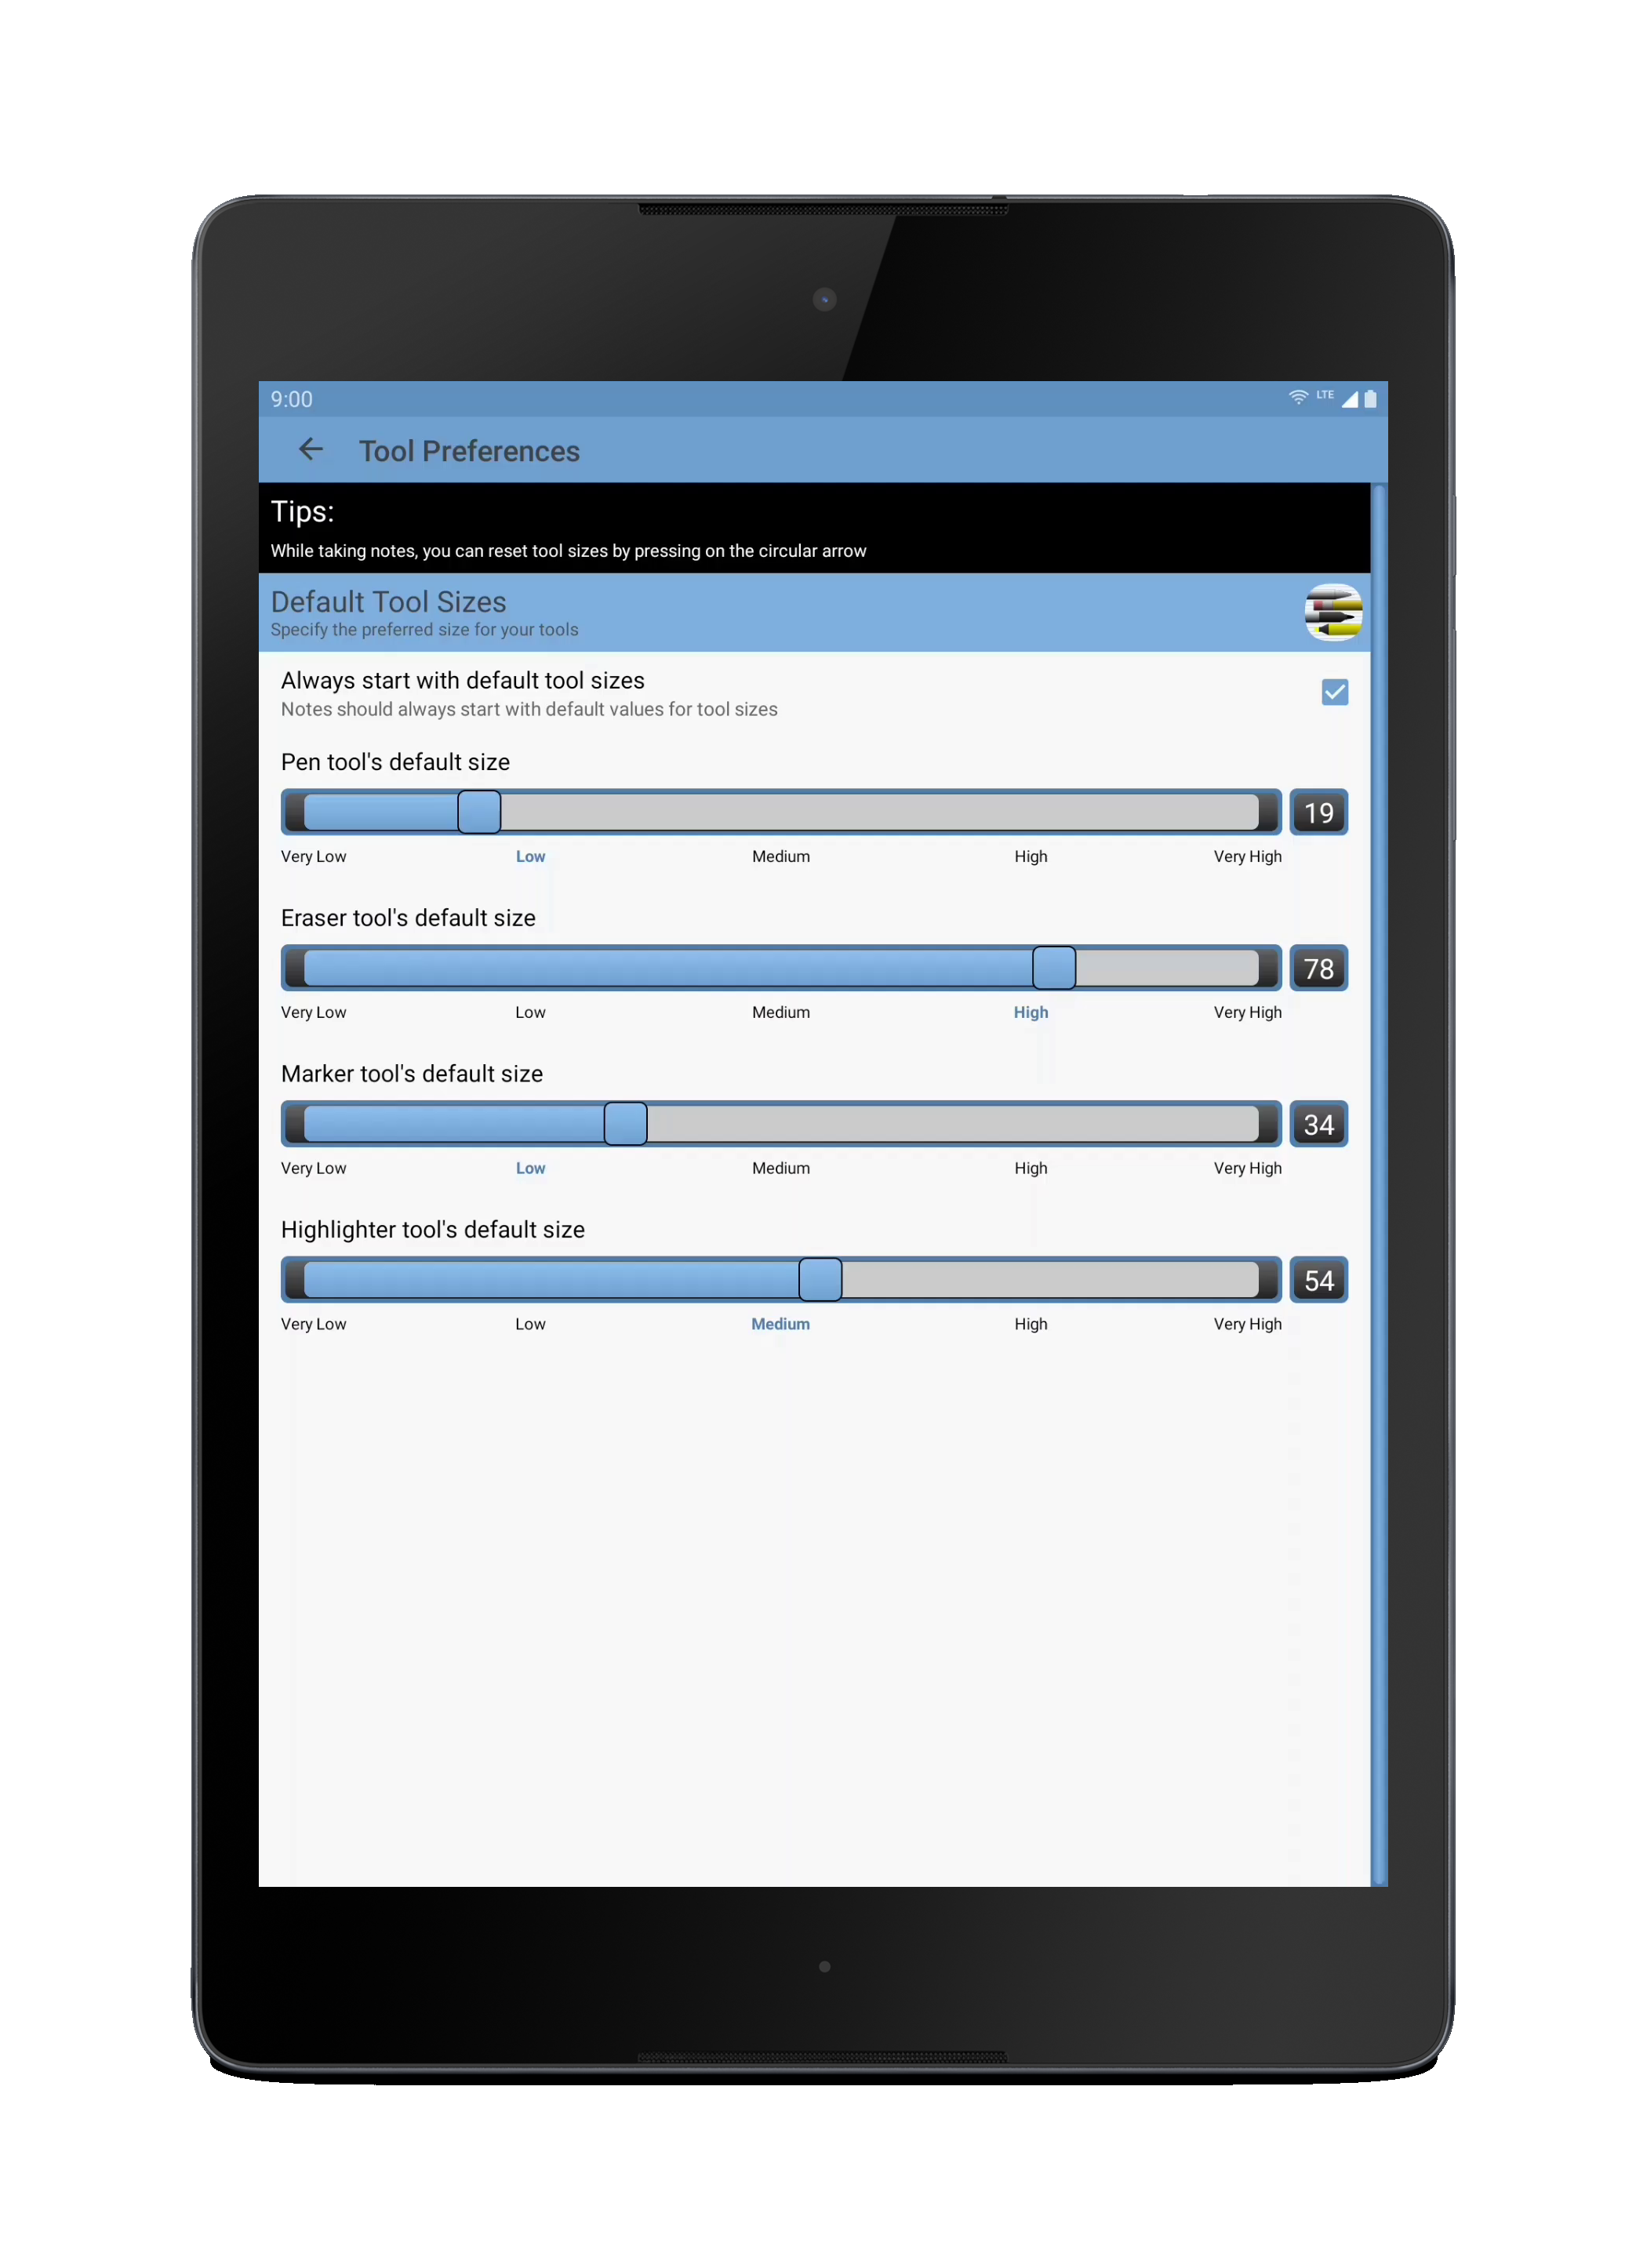 9:00
LTE
Tool Preferences
Tips:
While taking notes, you can reset tool sizes by pressing on the circular arrow
Default Tool Sizes
Specify the preferred size for your tools
Always start with default tool sizes
Notes should always start with default values for tool sizes
Pen tool's default size
19
Very Low Low Medium High Very High
Eraser tool's default size
78
Very Low Low Medium High Very High
Marker tool's default size
34
Very Low Low Medium High Very High
Highlighter tool's default size
54
Very Low Low Medium High Very High